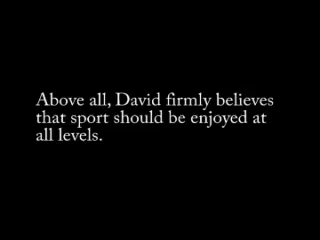 Above all, David firmly believes
that sport should be enjoyed at
all levels.